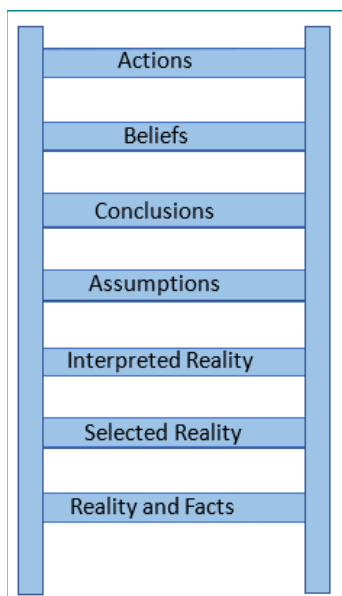 Actions
Beliefs
Conclusions
Assumptions
Interpreted Reality
Selected Reality
Reality and Facts